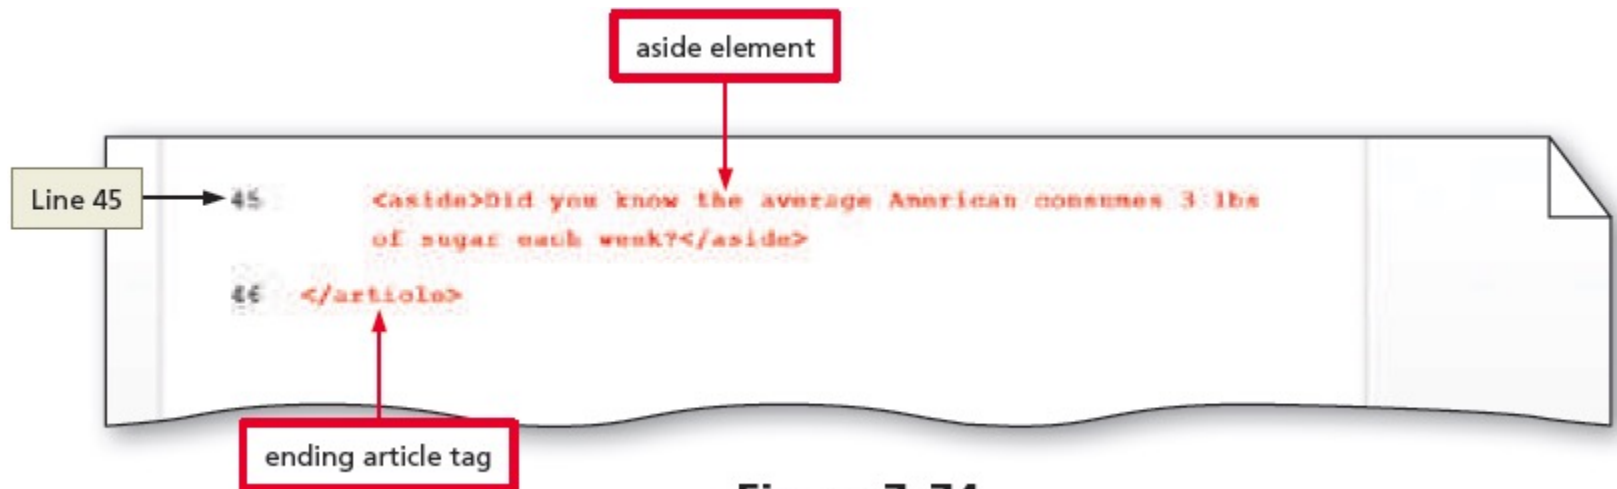 aside element
Line 45
45 <aside>Did you know the average American consumes 3 lbs
of sugar each week?</aside>
46 </article>
ending article tag